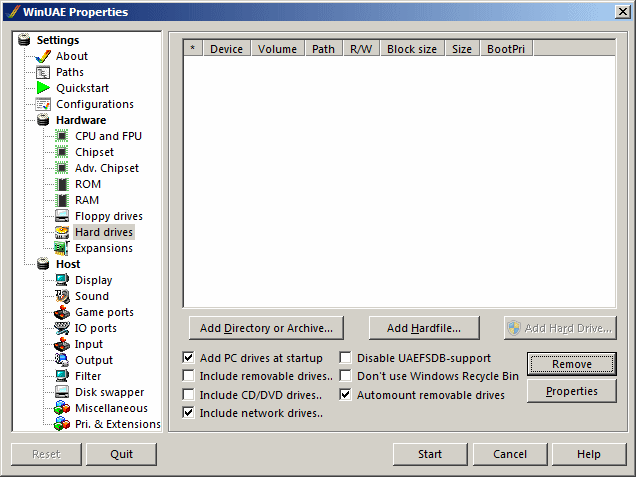 WinUAE Properties
Settings
About
Paths
Quickstart
Configurations
Hardware
CPU and FPU
Chipset
Adv. Chipset
ROM
RAM
Floppy drives
Hard drives
Expansions
Host
Display
Sound
Game ports
IO ports
Input
Output
Filter
Disk swapper
Miscellaneous
Pri. & Extensions
* Device Volume Path R/W Block size Size BootPri
Add Directory or Archive... Add Hardfile... Add Hard Drive...
Add PC drives at startup Disable UAEFSDB-support
Include removable drives.. Don't use Windows Recycle Bin
Include CD/DVD drives.. Automount removable drives
Include network drives..
Remove
Properties
Reset Quit Start Cancel Help